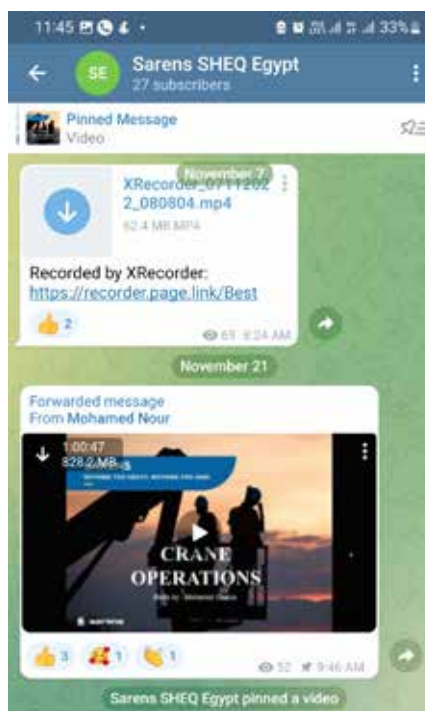 11:45
33%
SE
Sarens SHEQ Egypt
27 subscribers
Pinned Message
Video
November 7
XRecorder_0711202
2_080804.mp4
62.4 MB MP4
Recorded by XRecorder:
https://recorder.page.link/Best
2
65 8:24 AM
November 21
Forwarded message
From Mohamed Nour
1:00:47
828.2 MB
CRANE
OPERATIONS
3 1 1
52 9:46 AM
Sarens SHEQ Egypt pinned a video